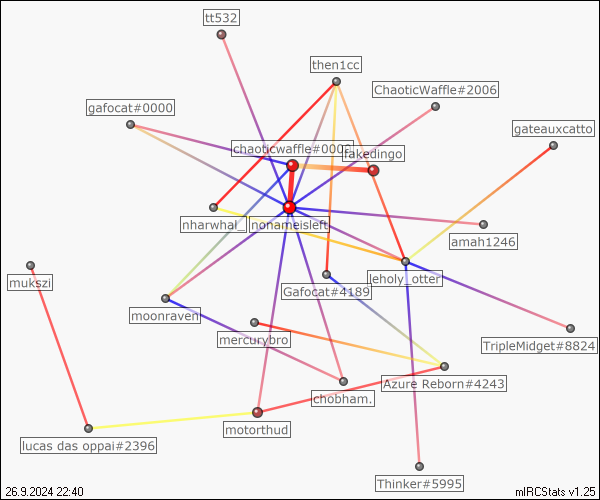 tt532
then1cc
ChaoticWaffle#2006
gafocat#0000
gateauxcatto
chaoticwaffle#000
fakedingo
nharwhal_
nonameisleft
amah1246
leholy_otter
mukszi
Gafocat#4189
moonraven
mercurybro
TripleMidget#8824
Azure Reborn#4243
chobham.
motorthud
lucas das oppai#2396
Thinker#5995
26.9.2024 22:40
mIRCStats v1.25